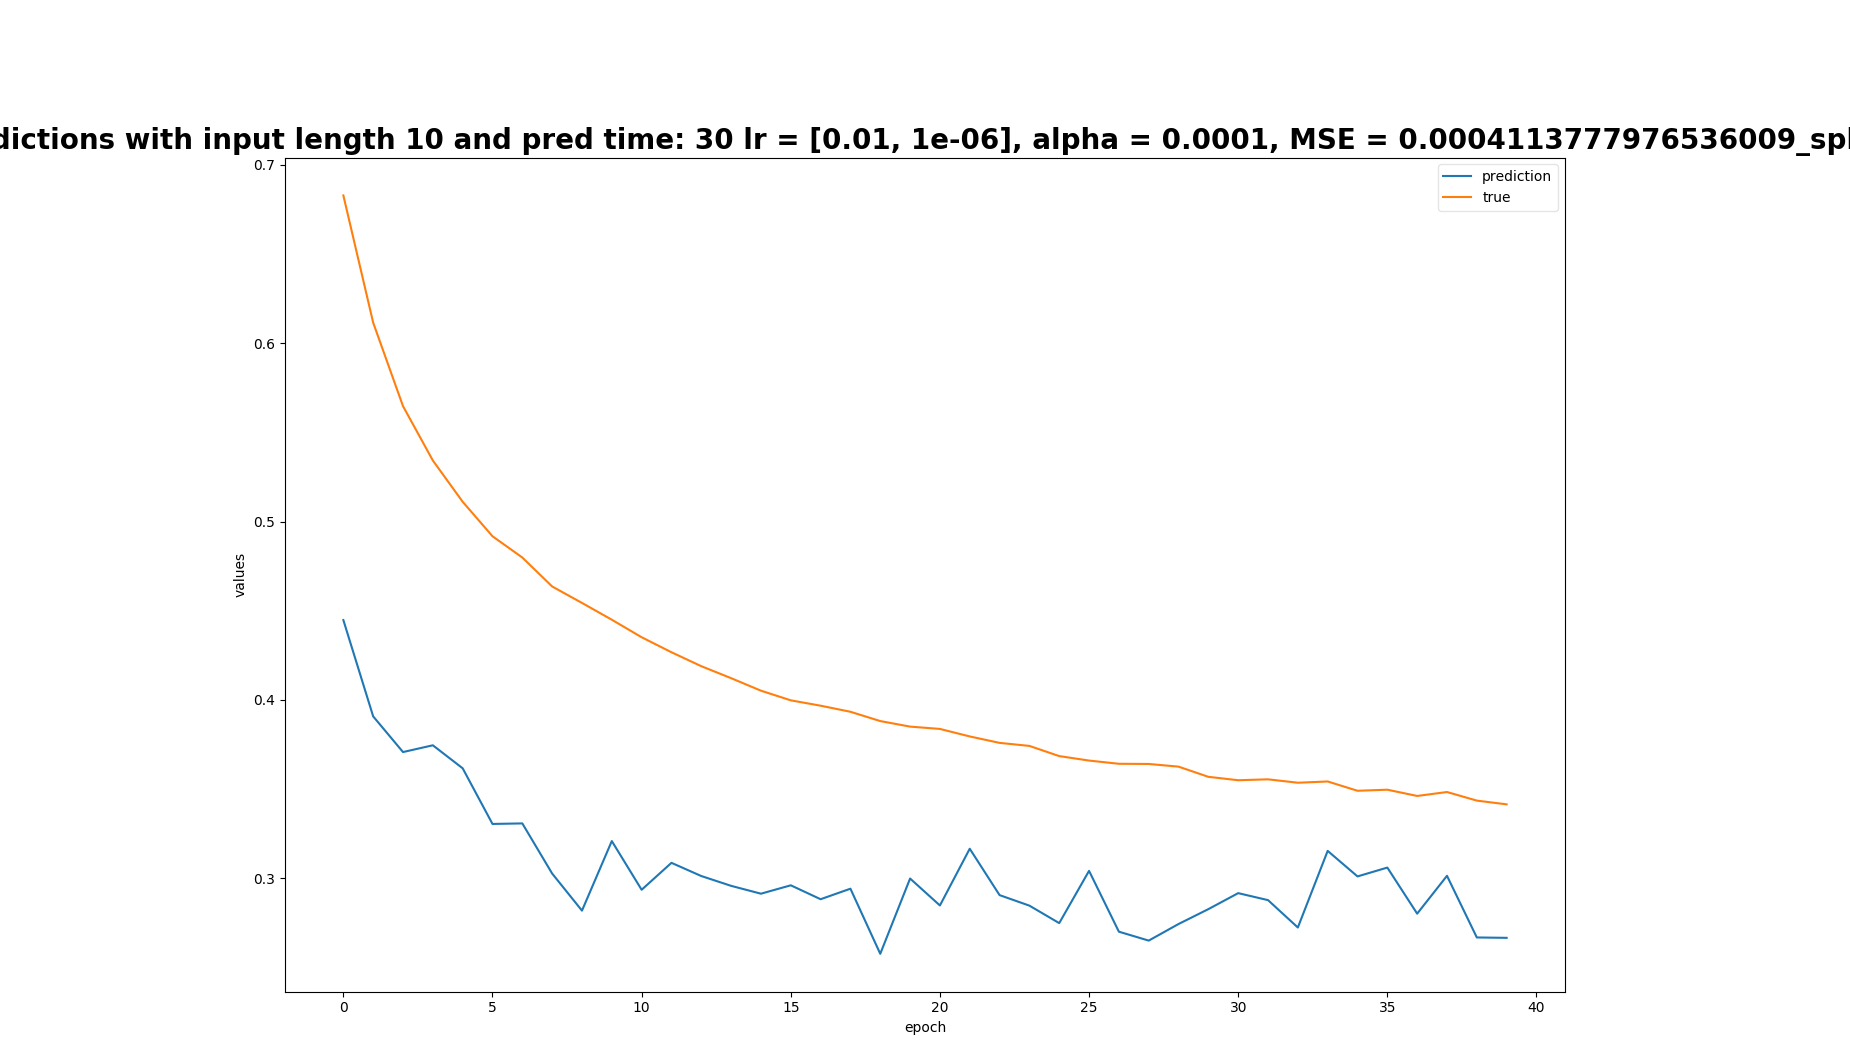 dictions with input length 10 and pred time: 30 lr = [0.01, 1e-06], alpha = 0.0001, MSE = 0.0004113777976536009_spl
prediction
true
0.7
0.6
0.5
0.4
0.3
values
0 5 10 15 20 25 30 35 40
epoch